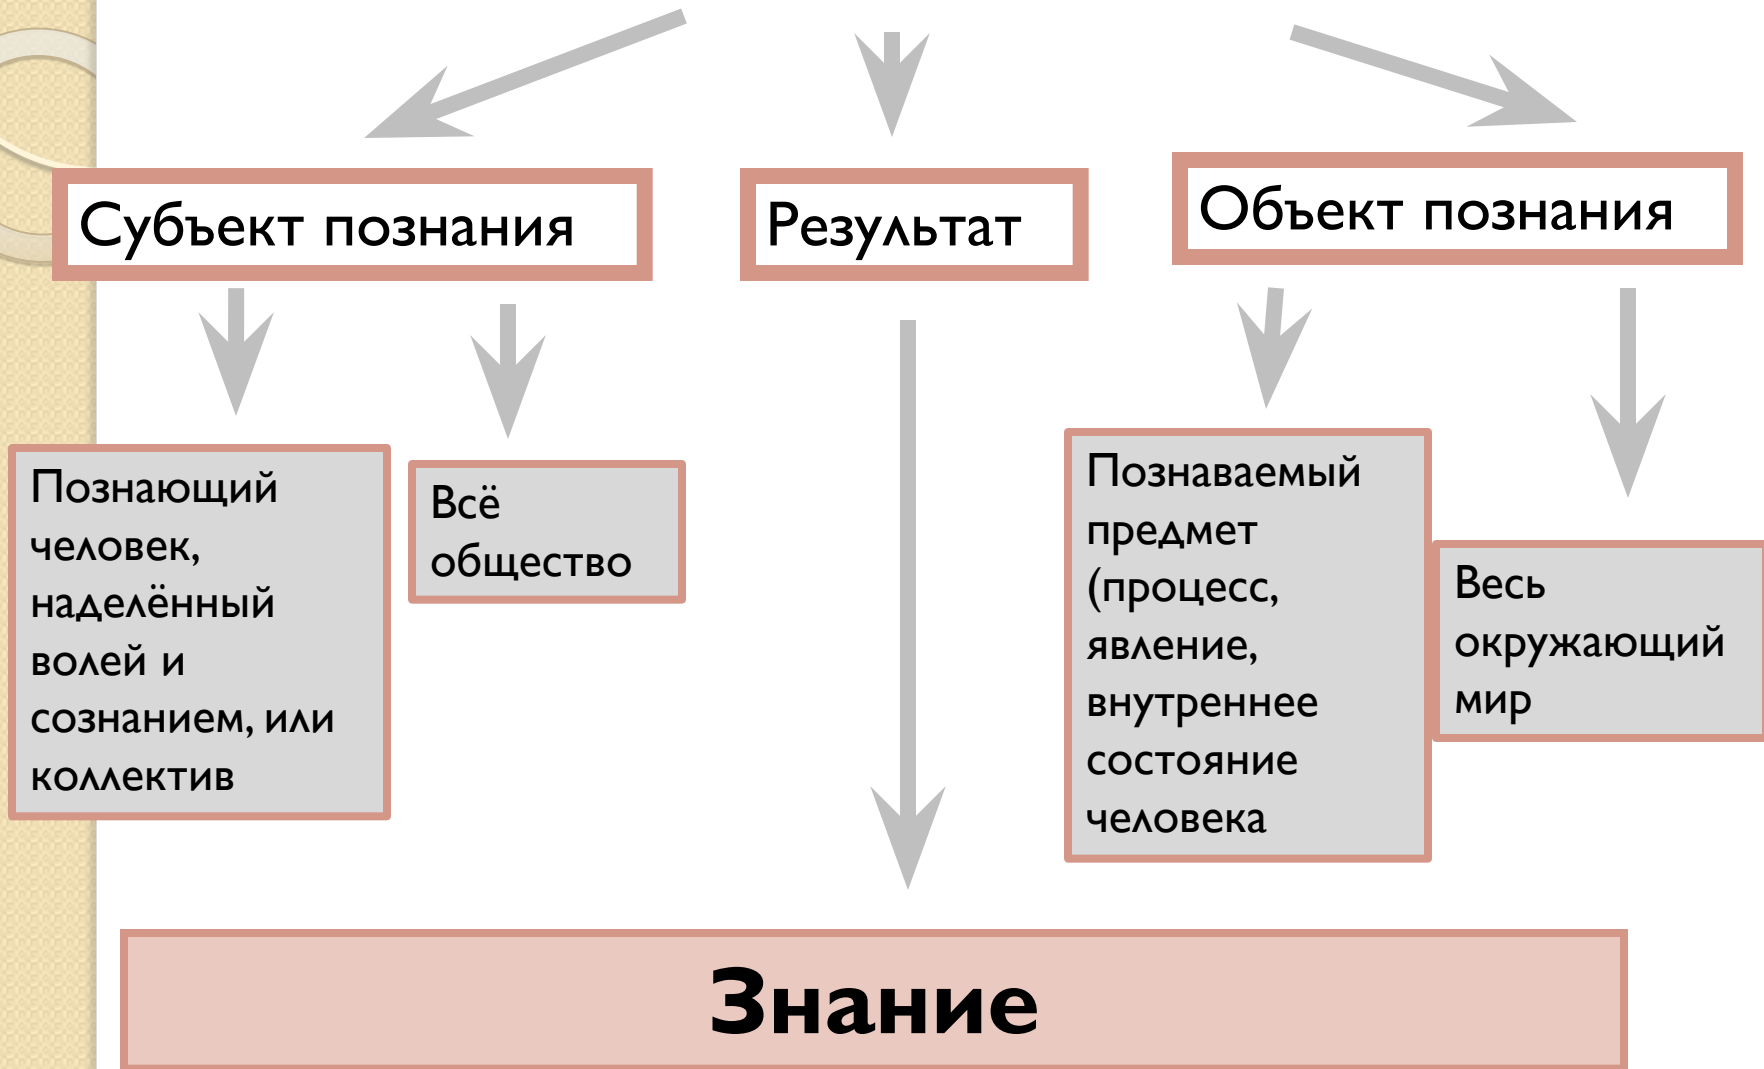 Субъект познания
Результат
Объект познания
Познающий
человек,
наделённый
волей и
сознанием, или
коллектив
Всё
общество
Познаваемый
предмет
(процесс,
явление,
внутреннее
состояние
человека
Весь
окружающий
мир
Знание